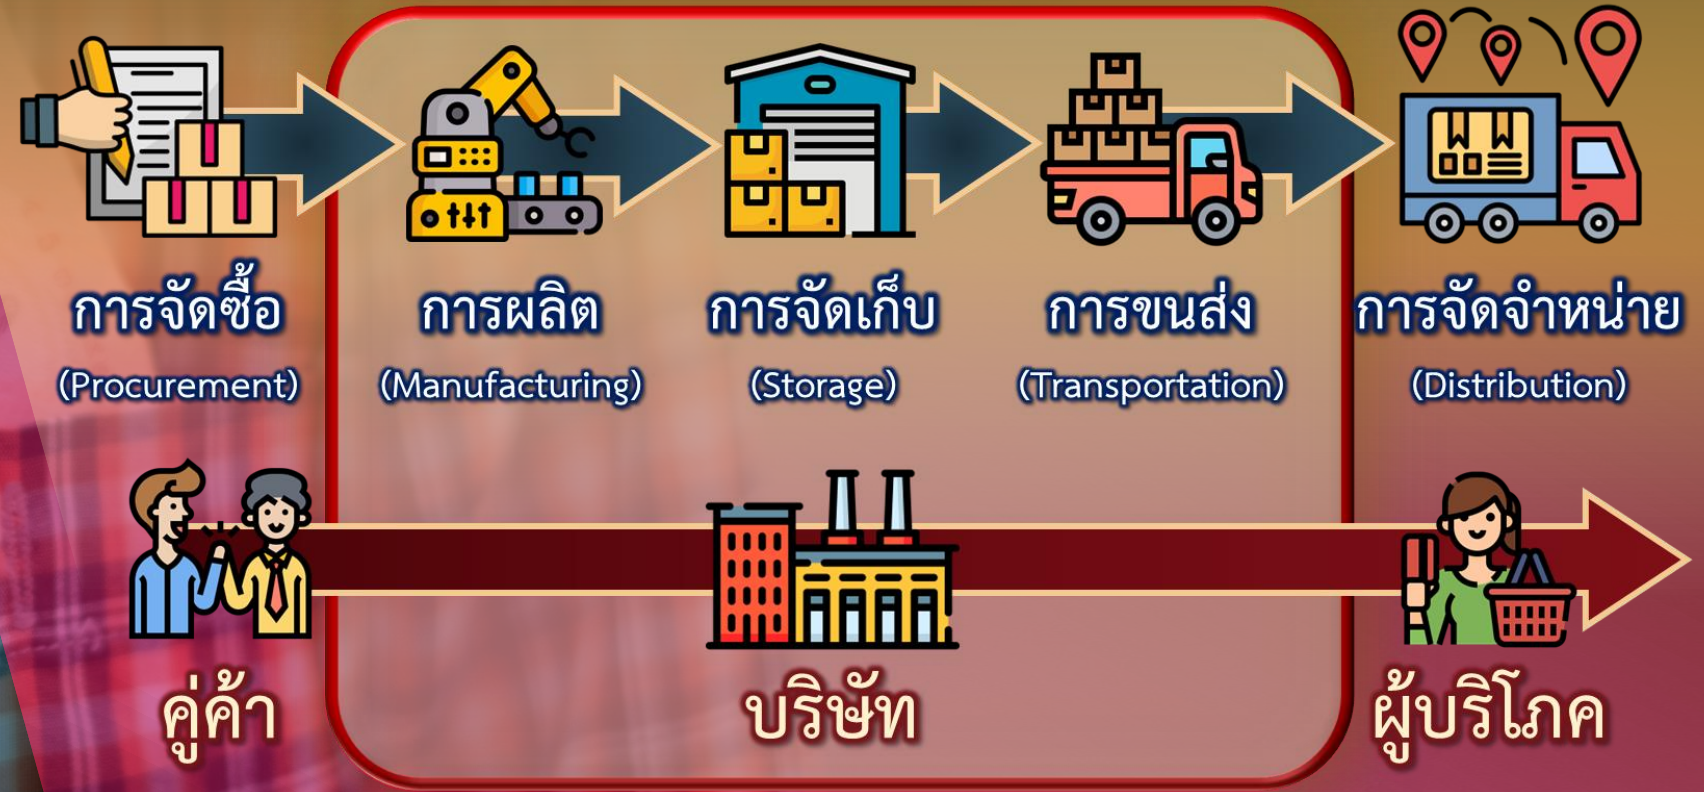 การจัดซื้อ
(Procurement)
การผลิต
(Manufacturing)
การจัดเก็บ
(Storage)
การขนส่ง
(Transportation)
การจัดจำหน่าย
(Distribution)
คู่ค้า
บริษัท
ผู้บริโภค